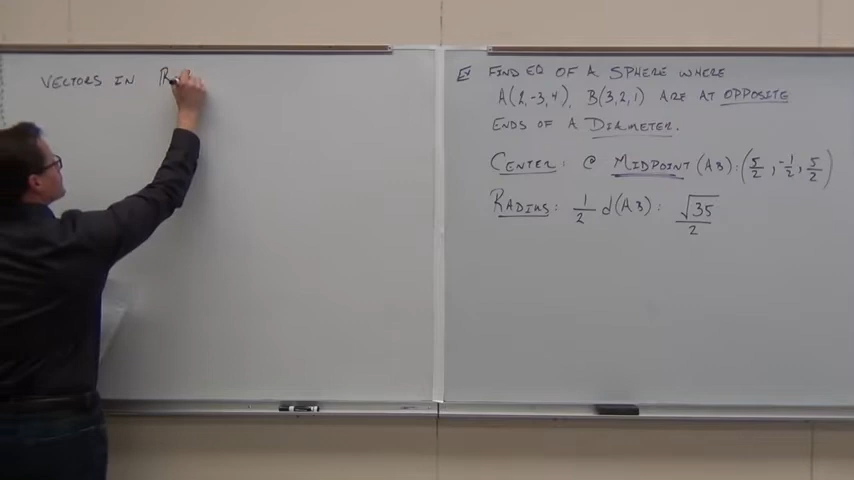 VECTORS IN R
Ex FIND EQ OF A SPHERE WHERE
A(2,-3,4), B(3,2,1) ARE AT OPPOSITE
ENDS OF A DIAMETER.
CENTER: @ MIDPOINT (AB): (5/2, -1/2, 5/2)
RADIUS: 1/2 d(A,B): √35/2